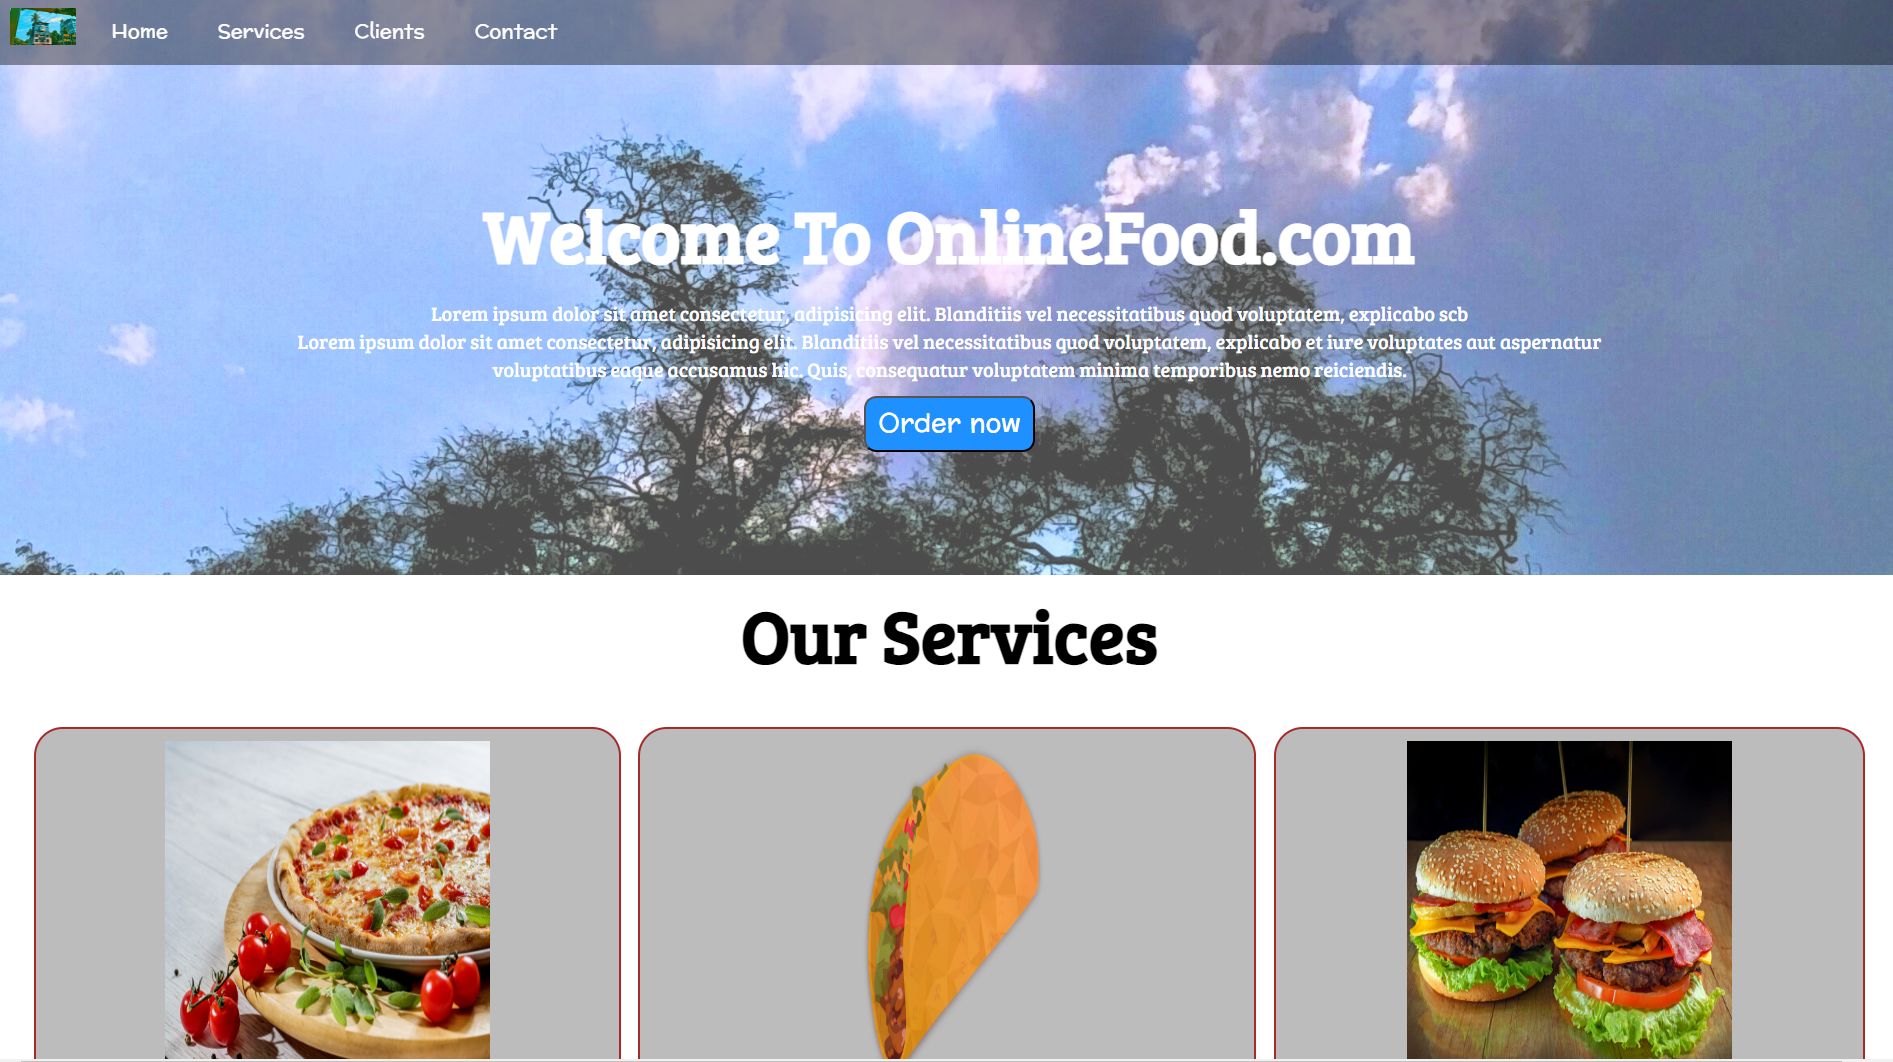 Home
Services
Clients
Contact
Welcome To OnlineFood.com
Lorem ipsum dolor sit amet consectetur, adipisicing elit. Blanditiis vel necessitatibus quod voluptatem, explicabo scb
Lorem ipsum dolor sit amet consectetur, adipisicing elit. Blanditiis vel necessitatibus quod voluptatem, explicabo et iure voluptates aut aspernatur
voluptatibus eaque accusamus hic. Quis, consequatur voluptatem minima temporibus nemo reiciendis.
Order now
Our Services